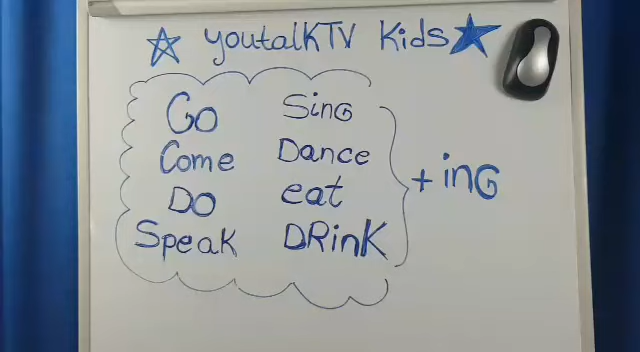 youtalkTV Kids
Go Sing
Come Dance
Do eat
Speak DRink
+ ing